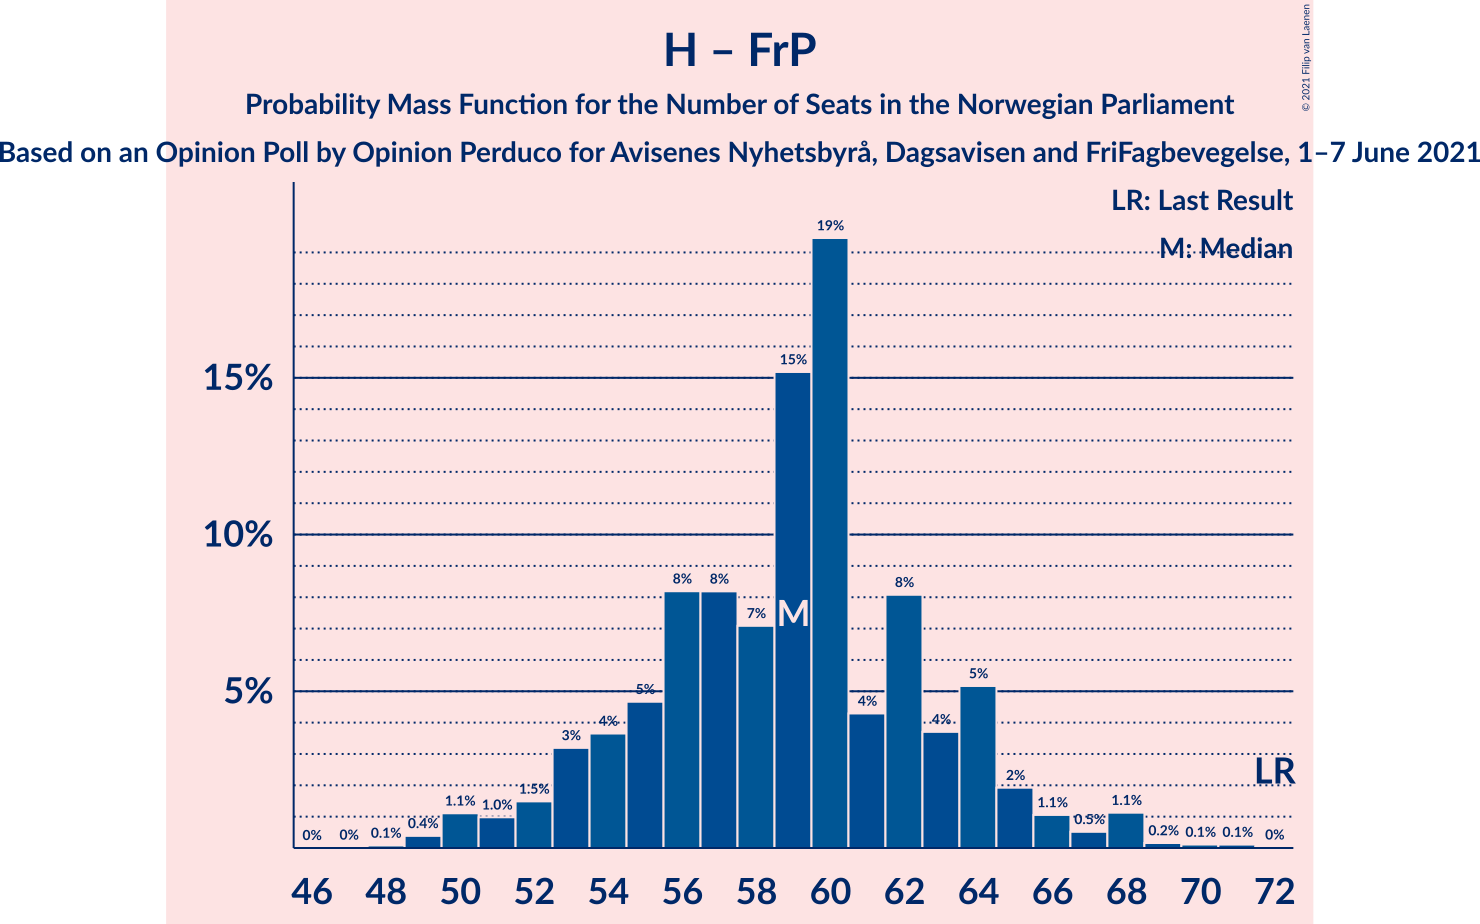 H – FrP
Probability Mass Function for the Number of Seats in the Norwegian Parliament
Based on an Opinion Poll by Opinion Perduco for Avisenes Nyhetsbyrå, Dagsavisen and FriFagbevegelse, 1–7 June 2021
© 2021 Filip van Laenen
LR: Last Result
M: Median
15%
10%
5%
0% 0% 0.1% 0.4% 1.1% 1.0% 1.5% 3% 4% 5% 8% 8% 7% 15% 19% 4% 8% 4% 5% 2% 1.1% 0.5% 1.1% 0.2% 0.1% 0.1% 0%
M
LR
46 48 50 52 54 56 58 60 62 64 66 68 70 72